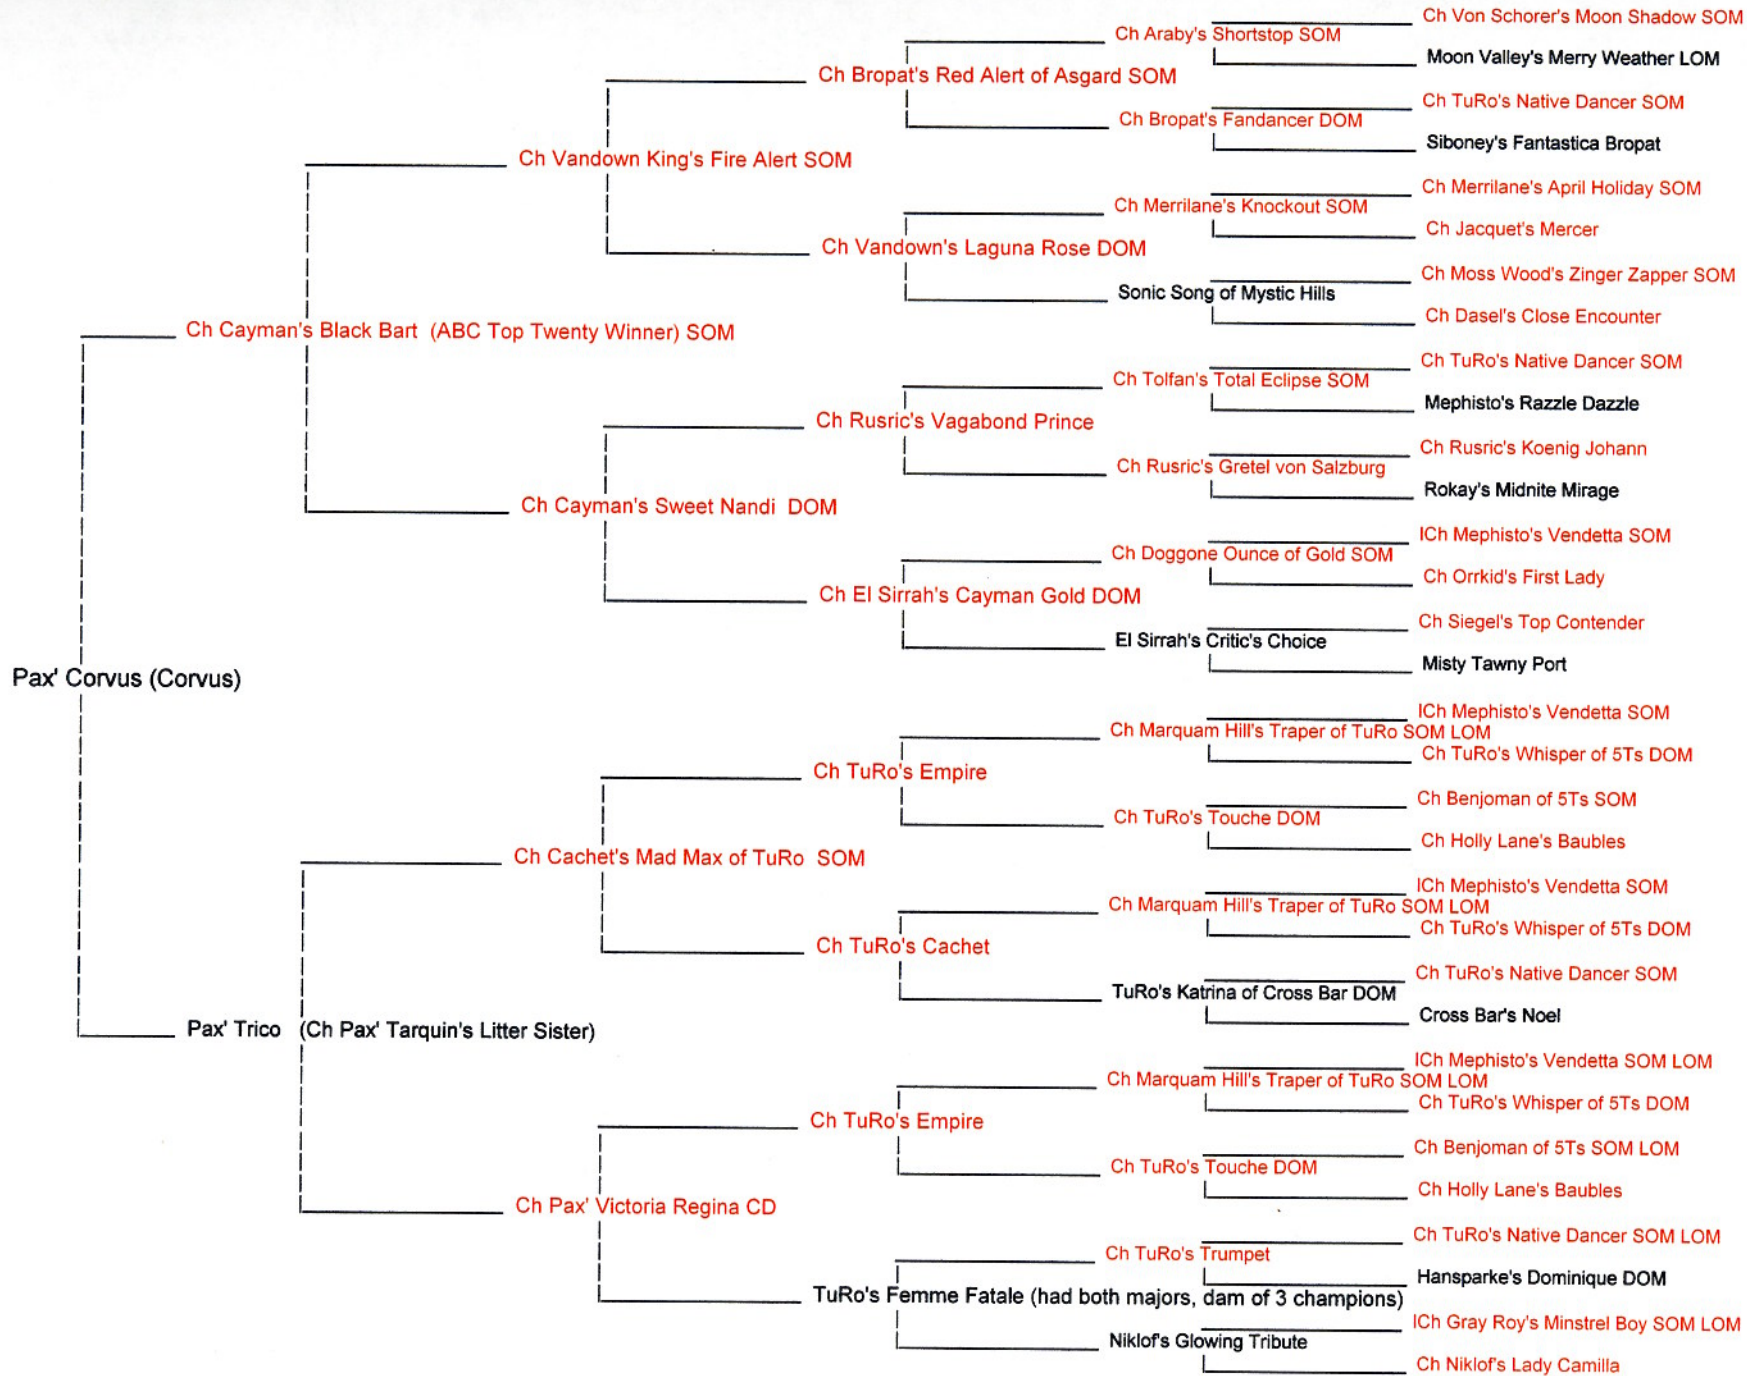 Ch Von Schorer's Moon Shadow SOM
Ch Araby's Shortstop SOM
Moon Valley's Merry Weather LOM
Ch Bropat's Red Alert of Asgard SOM
Ch TuRo's Native Dancer SOM
Ch Bropat's Fandancer DOM
Siboney's Fantastica Bropat
Ch Vandown King's Fire Alert SOM
Ch Merrilane's April Holiday SOM
Ch Merrilane's Knockout SOM
Ch Jacquet's Mercer
Ch Vandown's Laguna Rose DOM
Ch Moss Wood's Zinger Zapper SOM
Sonic Song of Mystic Hills
Ch Dasel's Close Encounter
Ch Cayman's Black Bart (ABC Top Twenty Winner) SOM
Ch TuRo's Native Dancer SOM
Ch Tolfan's Total Eclipse SOM
Mephisto's Razzle Dazzle
Ch Rusric's Vagabond Prince
Ch Rusric's Koenig Johann
Ch Rusric's Gretel von Salzburg
Rokay's Midnite Mirage
Ch Cayman's Sweet Nandi DOM
ICh Mephisto's Vendetta SOM
Ch Doggone Ounce of Gold SOM
Ch Orrkid's First Lady
Ch El Sirrah's Cayman Gold DOM
Ch Siegel's Top Contender
El Sirrah's Critic's Choice
Misty Tawny Port
Pax' Corvus (Corvus)
ICh Mephisto's Vendetta SOM
Ch Marquam Hill's Traper of TuRo SOM LOM
Ch TuRo's Whisper of 5Ts DOM
Ch TuRo's Empire
Ch Benjoman of 5Ts SOM
Ch TuRo's Touche DOM
Ch Holly Lane's Baubles
Ch Cachet's Mad Max of TuRo SOM
ICh Mephisto's Vendetta SOM
Ch Marquam Hill's Traper of TuRo SOM LOM
Ch TuRo's Whisper of 5Ts DOM
Ch TuRo's Cachet
Ch TuRo's Native Dancer SOM
TuRo's Katrina of Cross Bar DOM
Cross Bar's Noel
Pax' Trico (Ch Pax' Tarquin's Litter Sister)
ICh Mephisto's Vendetta SOM LOM
Ch Marquam Hill's Traper of TuRo SOM LOM
Ch TuRo's Whisper of 5Ts DOM
Ch TuRo's Empire
Ch Benjoman of 5Ts SOM LOM
Ch TuRo's Touche DOM
Ch Holly Lane's Baubles
Ch Pax' Victoria Regina CD
Ch TuRo's Native Dancer SOM LOM
Ch TuRo's Trumpet
Hansparke's Dominique DOM
TuRo's Femme Fatale (had both majors, dam of 3 champions)
ICh Gray Roy's Minstrel Boy SOM LOM
Niklof's Glowing Tribute
Ch Niklof's Lady Camilla